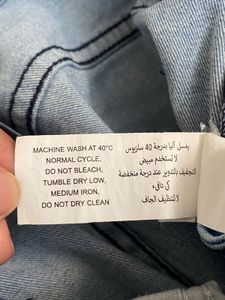 MACHINE WASH AT 40°C
NORMAL CYCLE,
DO NOT BLEACH,
TUMBLE DRY LOW,
MEDIUM IRON,
DO NOT DRY CLEAN
يغسل آليا بدرجة 40 سلزيوس
لا تستخدم مبيض
التجفيف بالتدوير عند درجة منخفضة
كي دافيء
لا للتنظيف الجاف